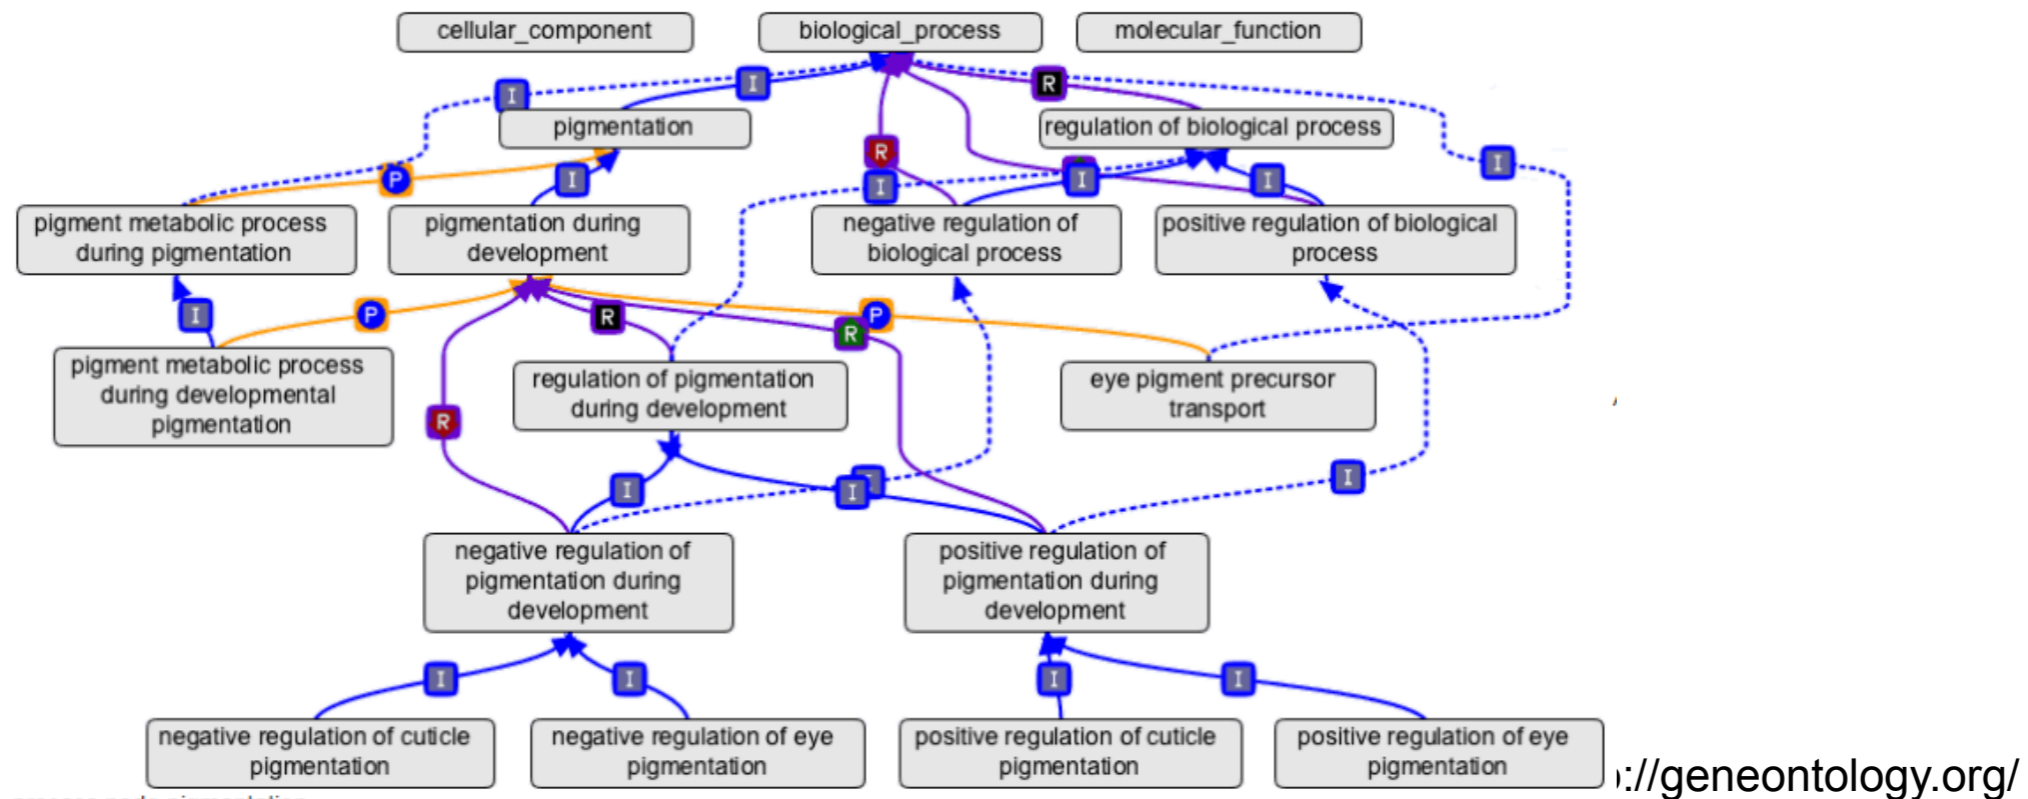 cellular_component
biological_process
molecular_function
I
I
R
pigmentation
regulation of biological process
P
I
R
I
I
I
I
pigment metabolic process
during pigmentation
pigmentation during
development
negative regulation of
biological process
positive regulation of biological
process
I
P
R
P
R
pigment metabolic process
during developmental
pigmentation
regulation of pigmentation
during development
eye pigment precursor
transport
R
I
I
I
negative regulation of
pigmentation during
development
positive regulation of
pigmentation during
development
I
I
I
I
negative regulation of cuticle
pigmentation
negative regulation of eye
pigmentation
positive regulation of cuticle
pigmentation
positive regulation of eye
pigmentation
://geneontology.org/